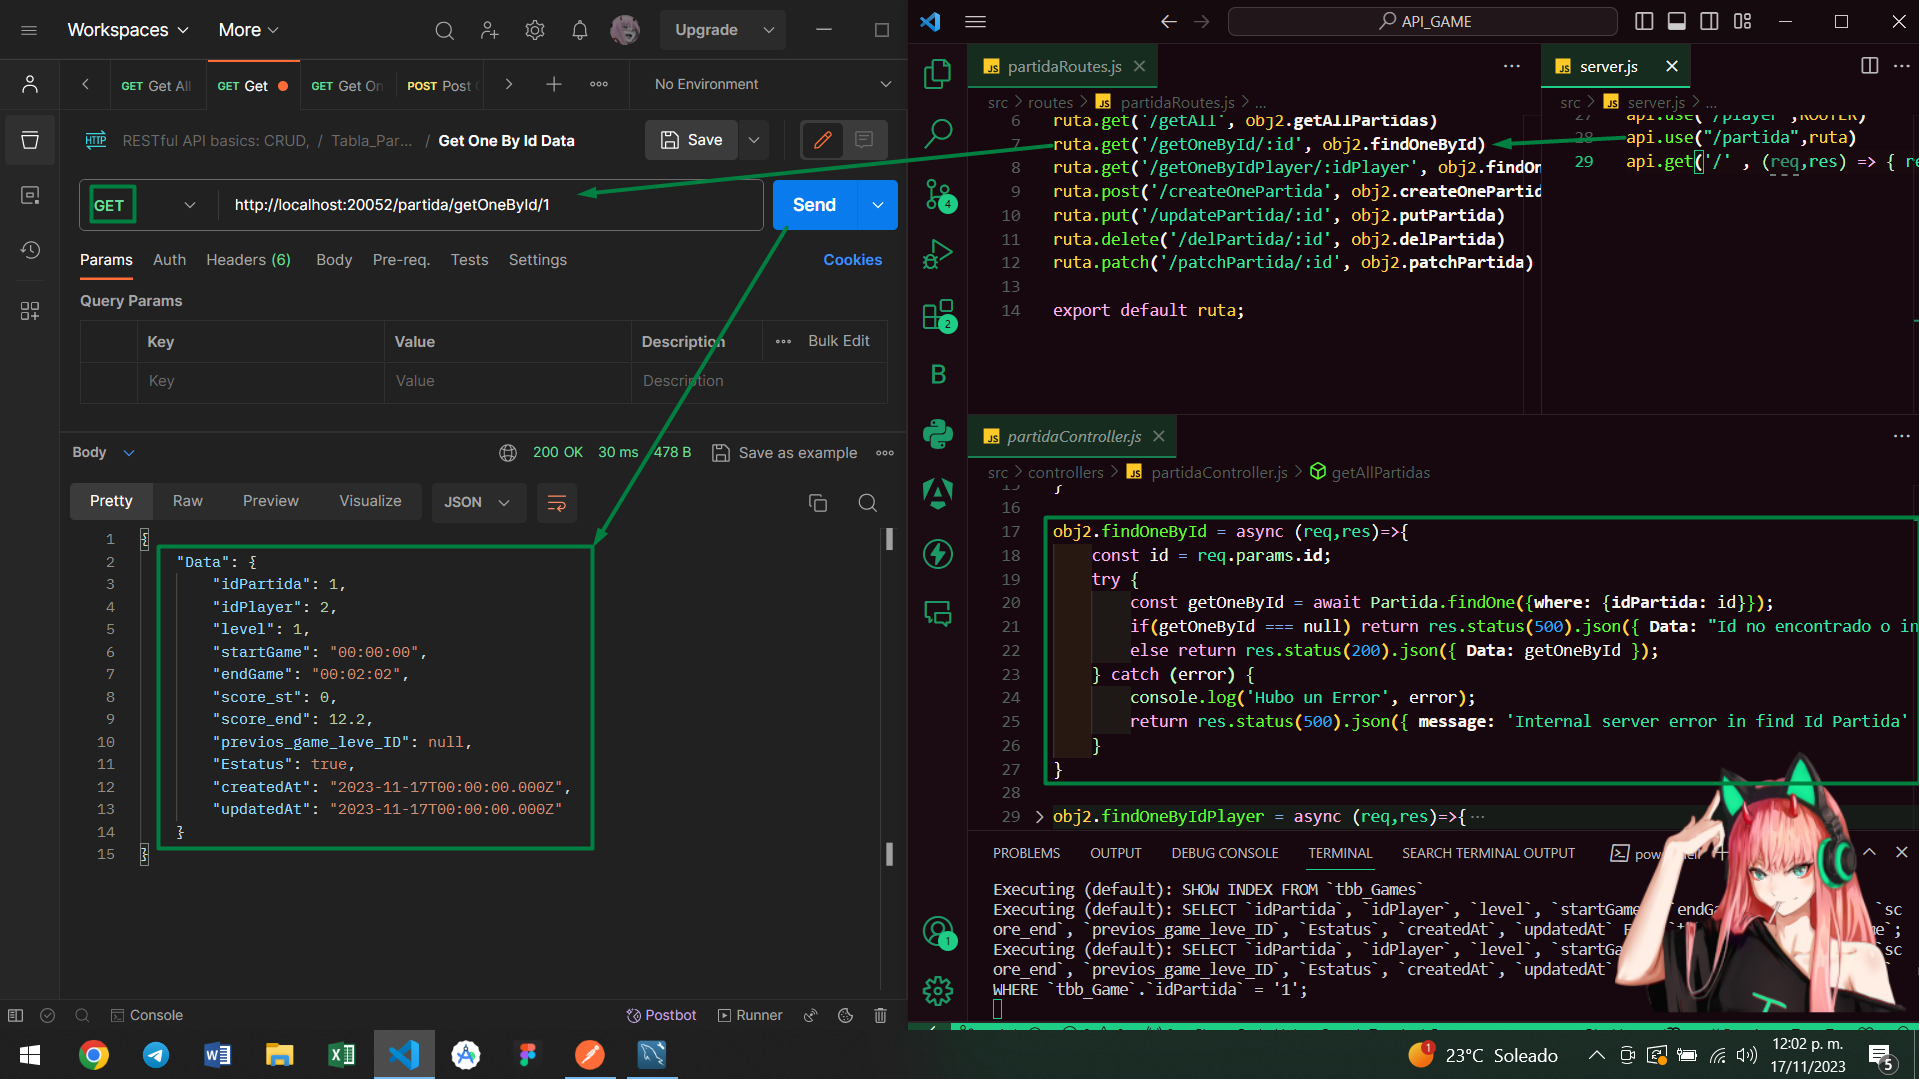 Workspaces
More
Upgrade
GET Get Al
GET Get
GET Get On
POST Post
No Environment
RESTful API basics: CRUD, / Tabla_Par... / Get One By Id Data
Save
GET
http://localhost:20052/partida/getOneById/1
Send
Params
Auth
Headers (6)
Body
Pre-req.
Tests
Settings
Cookies
Query Params
Key
Value
Description
Bulk Edit
Key
Value
Description
Body
200 OK
30 ms
478 B
Save as example
Pretty
Raw
Preview
Visualize
JSON
1 {
2 "Data": {
3 "idPartida": 1,
4 "idPlayer": 2,
5 "level": 1,
6 "startGame": "00:00:00",
7 "endGame": "00:02:02",
8 "score_st": 0,
9 "score_end": 12.2,
10 "previos_game_leve_ID": null,
11 "Estatus": true,
12 "createdAt": "2023-11-17T00:00:00.000Z",
13 "updatedAt": "2023-11-17T00:00:00.000Z"
14 }
15 }
Console
Postbot
Runner
API_GAME
partidaRoutes.js
src > routes > JS partidaRoutes.js > ...
6 ruta.get('/getAll', obj2.getAllPartidas)
7 ruta.get('/getOneById/:id', obj2.findOneById)
8 ruta.get('/getOneByIdPlayer/:idPlayer', obj2.findOn
9 ruta.post('/createOnePartida', obj2.createOnePartid
10 ruta.put('/updatePartida/:id', obj2.putPartida)
11 ruta.delete('/delPartida/:id', obj2.delPartida)
12 ruta.patch('/patchPartida/:id', obj2.patchPartida)
13
14 export default ruta;
server.js
src > JS server.js > ...
27 api.use("/player",ROUTER)
28 api.use("/partida",ruta)
29 api.get('/' , (req,res) => { re
partidaController.js
src > controllers > JS partidaController.js > getAllPartidas
15 }
16
17 obj2.findOneById = async (req,res)=>{
18 const id = req.params.id;
19 try {
20 const getOneById = await Partida.findOne({where: {idPartida: id}});
21 if(getOneById === null) return res.status(500).json({ Data: "Id no encontrado o in
22 else return res.status(200).json({ Data: getOneById });
23 } catch (error) {
24 console.log('Hubo un Error', error);
25 return res.status(500).json({ message: 'Internal server error in find Id Partida'
26 }
27 }
28
29 obj2.findOneByIdPlayer = async (req,res)=>{ ...
PROBLEMS
OUTPUT
DEBUG CONSOLE
TERMINAL
SEARCH TERMINAL OUTPUT
Executing (default): SHOW INDEX FROM `tbb_Games`
Executing (default): SELECT `idPartida`, `idPlayer`, `level`, `startGame `endG `sc
ore_end`, `previos_game_leve_ID`, `Estatus`, `createdAt`, `updatedAt`
Executing (default): SELECT `idPartida`, `idPlayer`, `level`, `startGa `sc
ore_end`, `previos_game_leve_ID`, `Estatus`, `createdAt`, `updatedAt`
WHERE `tbb_Game`.`idPartida` = '1';
4
2
B
1
1
23°C Soleado
12:02 p. m.
17/11/2023
5